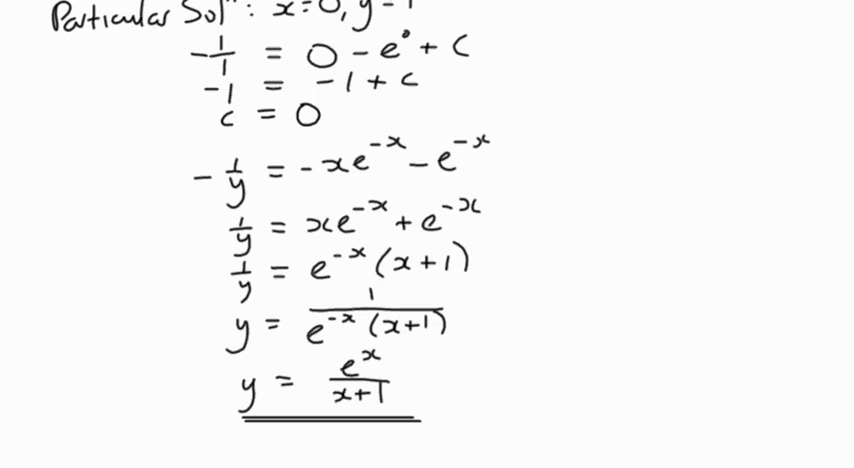 Particular Solⁿ: x=0, y=1
-1/1 = 0 - e⁰ + C
-1 = -1 + c
c = 0
-1/y = -xe⁻ˣ - e⁻ˣ
1/y = xe⁻ˣ + e⁻ˣ
1/y = e⁻ˣ(x+1)
y = 1/(e⁻ˣ(x+1))
y = eˣ/(x+1)